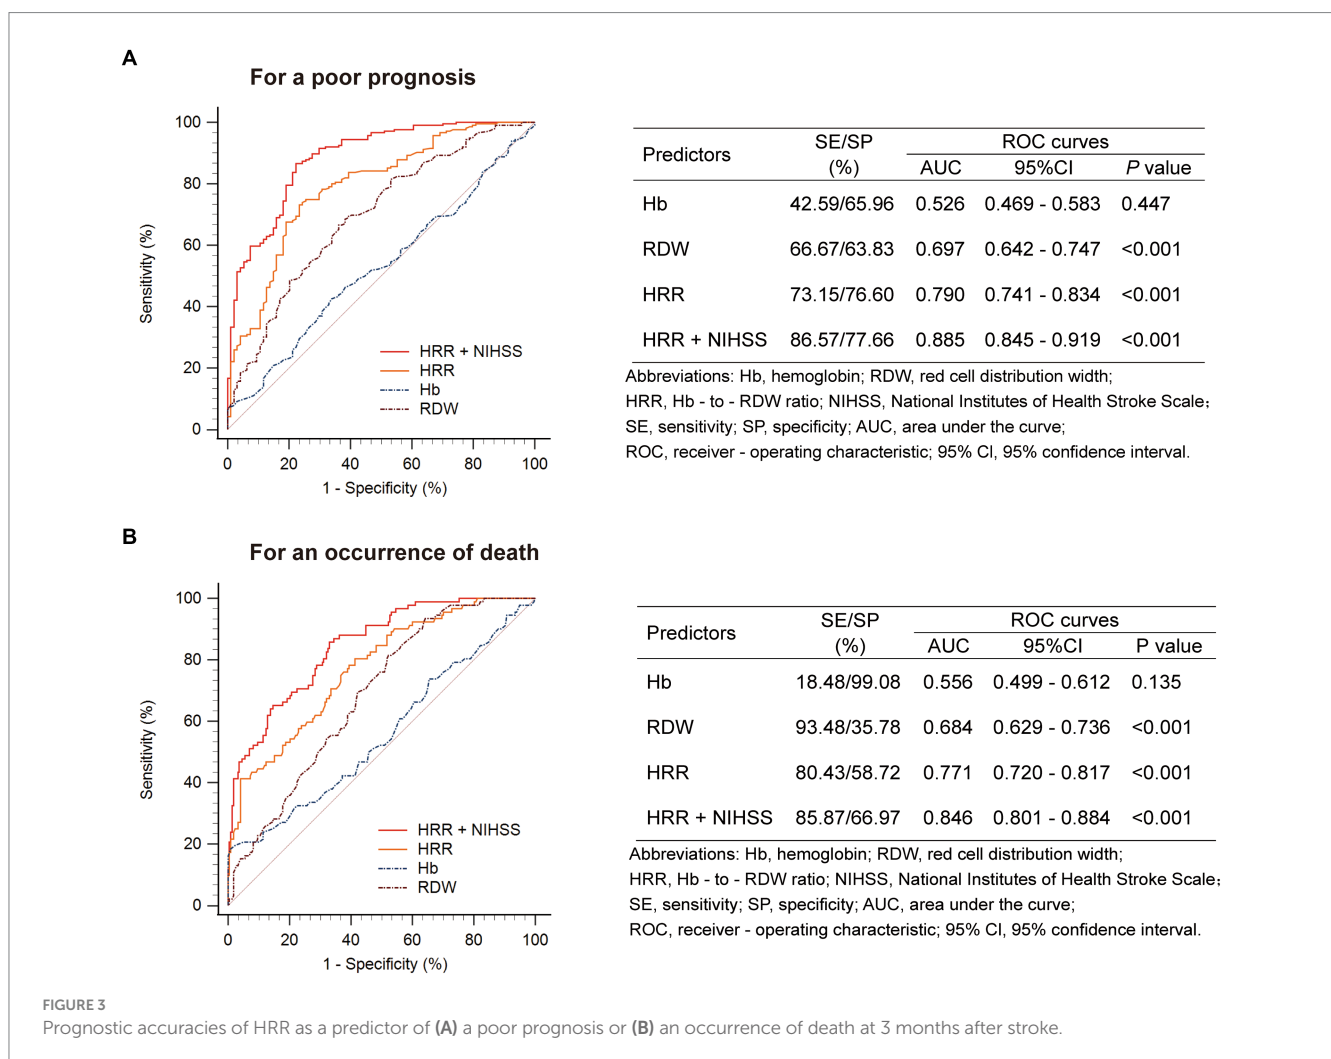 A
For a poor prognosis
100
80
60
40
20
0
Sensitivity (%)
HRR + NIHSS
HRR
Hb
RDW
0 20 40 60 80 100
1 - Specificity (%)
Predictors SE/SP (%) ROC curves
AUC 95%CI P value
Hb 42.59/65.96 0.526 0.469 - 0.583 0.447
RDW 66.67/63.83 0.697 0.642 - 0.747 <0.001
HRR 73.15/76.60 0.790 0.741 - 0.834 <0.001
HRR + NIHSS 86.57/77.66 0.885 0.845 - 0.919 <0.001
Abbreviations: Hb, hemoglobin; RDW, red cell distribution width;
HRR, Hb - to - RDW ratio; NIHSS, National Institutes of Health Stroke Scale;
SE, sensitivity; SP, specificity; AUC, area under the curve;
ROC, receiver - operating characteristic; 95% CI, 95% confidence interval.
B
For an occurrence of death
100
80
60
40
20
0
Sensitivity (%)
HRR + NIHSS
HRR
Hb
RDW
0 20 40 60 80 100
1 - Specificity (%)
Predictors SE/SP (%) ROC curves
AUC 95%CI P value
Hb 18.48/99.08 0.556 0.499 - 0.612 0.135
RDW 93.48/35.78 0.684 0.629 - 0.736 <0.001
HRR 80.43/58.72 0.771 0.720 - 0.817 <0.001
HRR + NIHSS 85.87/66.97 0.846 0.801 - 0.884 <0.001
Abbreviations: Hb, hemoglobin; RDW, red cell distribution width;
HRR, Hb - to - RDW ratio; NIHSS, National Institutes of Health Stroke Scale;
SE, sensitivity; SP, specificity; AUC, area under the curve;
ROC, receiver - operating characteristic; 95% CI, 95% confidence interval.
FIGURE 3
Prognostic accuracies of HRR as a predictor of (A) a poor prognosis or (B) an occurrence of death at 3 months after stroke.